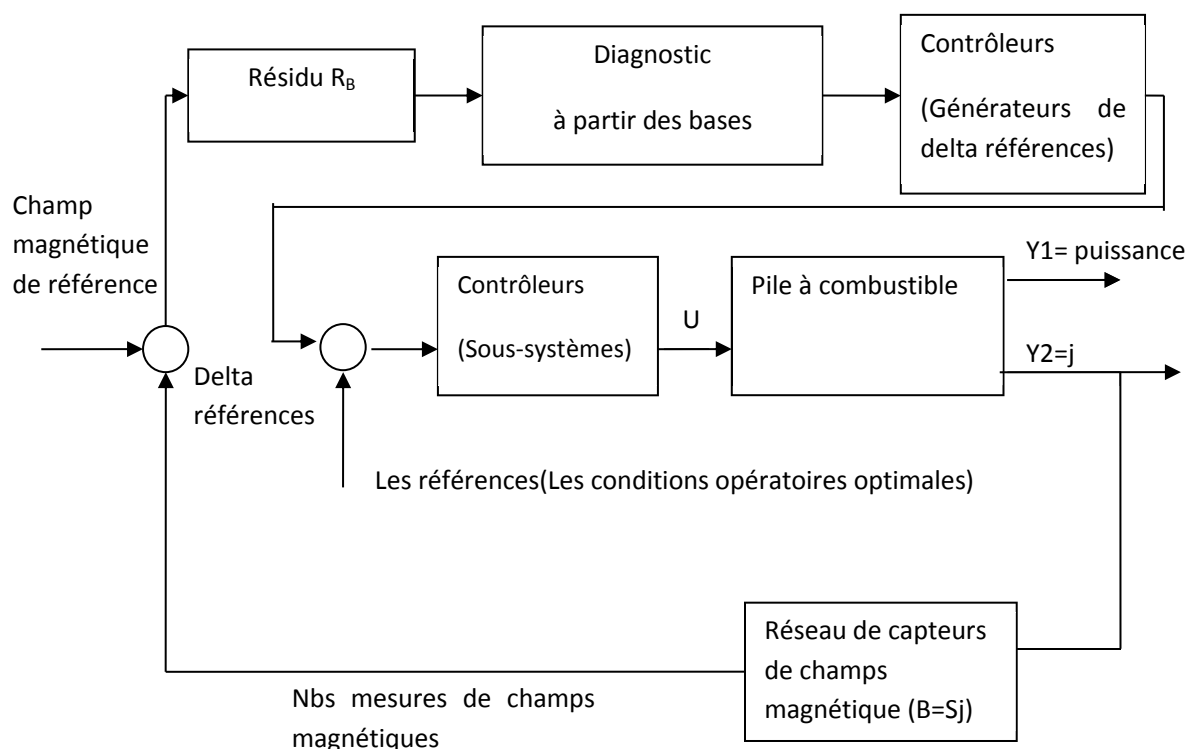 Résidu R_B
Diagnostic
à partir des bases
Contrôleurs
(Générateurs de
delta références)
Champ
magnétique
de référence
Delta
références
Contrôleurs
(Sous-systèmes)
U
Pile à combustible
Y1= puissance
Y2=j
Les références(Les conditions opératoires optimales)
Réseau de capteurs
de champs
magnétique (B=Sj)
Nbs mesures de champs
magnétiques